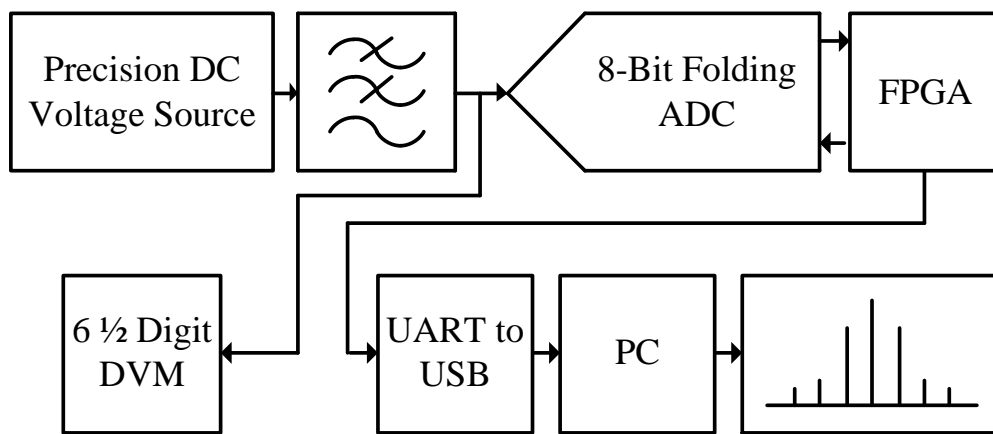 Precision DC
Voltage Source
8-Bit Folding
ADC
FPGA
6 ½ Digit
DVM
UART to
USB
PC